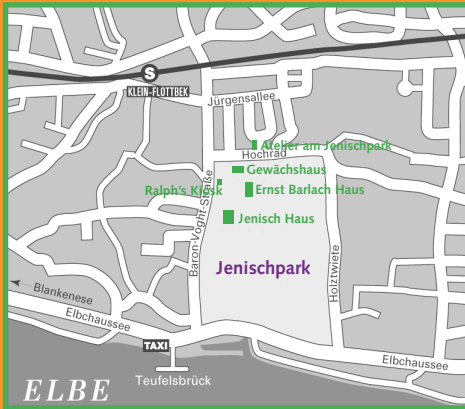 S
KLEIN-FLOTTBEK
Jürgensallee
Atelier am Jenischpark
Hochrad
Gewächshaus
Ralph's Kiosk
Ernst Barlach Haus
Jenisch Haus
Baron-Voght-Straße
Jenischpark
Holztwiete
Blankenese
Elbchaussee
TAXI
Elbchaussee
Teufelsbrück
ELBE